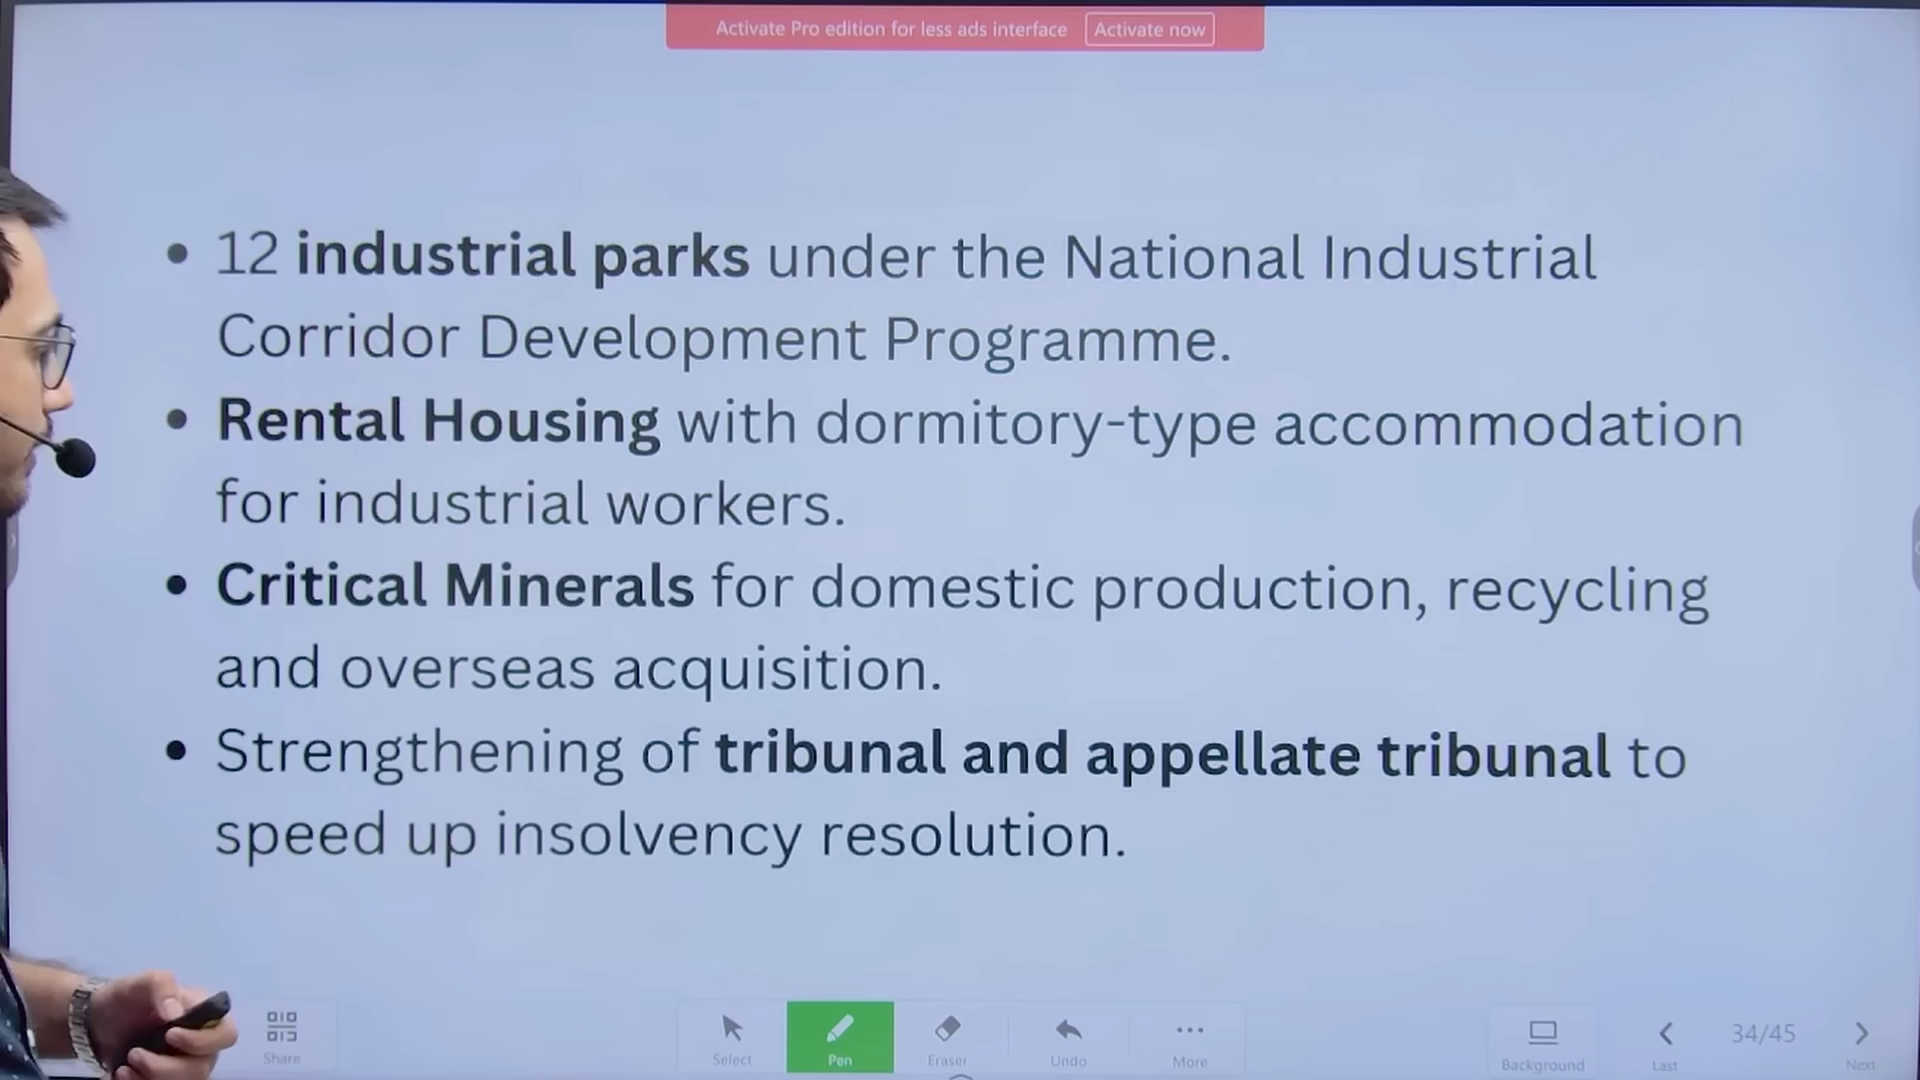 Activate Pro edition for less ads interface Activate now
• 12 industrial parks under the National Industrial
Corridor Development Programme.
• Rental Housing with dormitory-type accommodation
for industrial workers.
• Critical Minerals for domestic production, recycling
and overseas acquisition.
• Strengthening of tribunal and appellate tribunal to
speed up insolvency resolution.
Share
Select
Pen
Eraser
Undo
More
Background
Last
34/45
Next